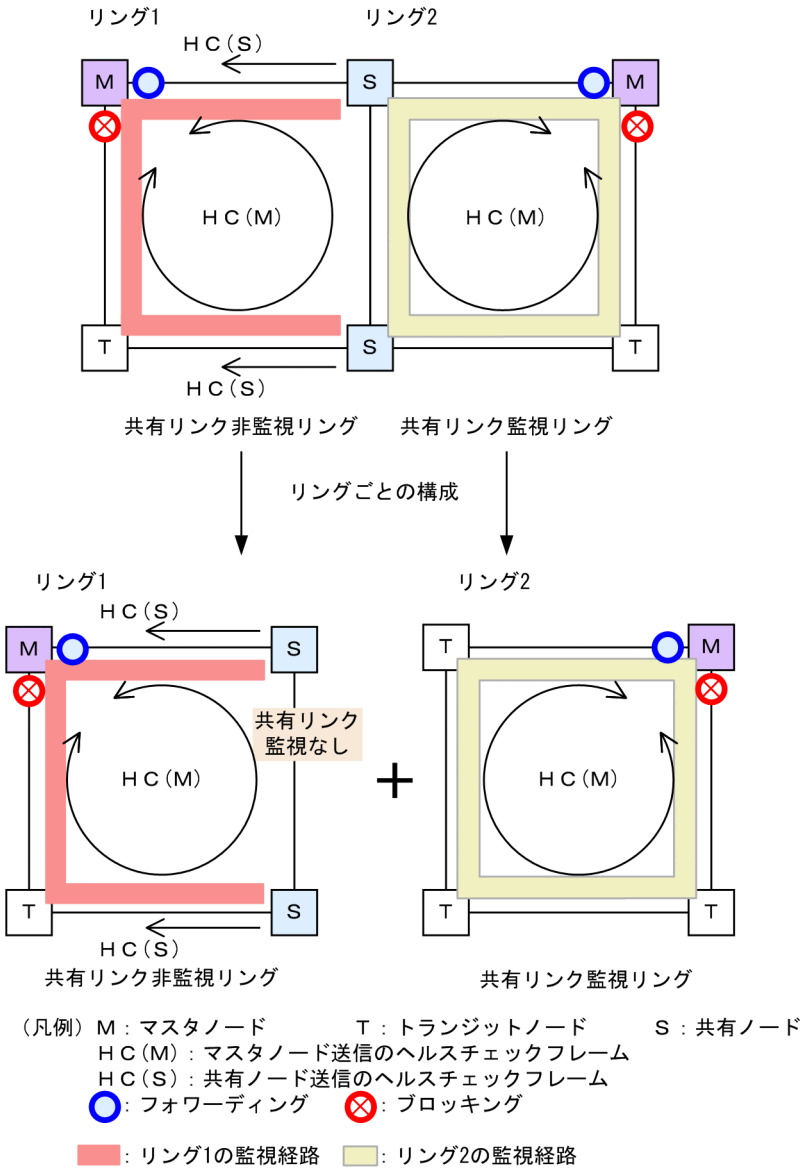 リング1
リング2
HC(S)
M
S
M
HC(M)
HC(M)
T
S
T
HC(S)
共有リンク非監視リング
共有リンク監視リング
リングごとの構成
リング1
リング2
HC(S)
M
S
T
M
共有リンク
監視なし
HC(M)
+
HC(M)
T
S
T
T
HC(S)
共有リンク非監視リング
共有リンク監視リング
(凡例) M:マスタノード T:トランジットノード S:共有ノード
HC(M):マスタノード送信のヘルスチェックフレーム
HC(S):共有ノード送信のヘルスチェックフレーム
:フォワーディング :ブロッキング
:リング1の監視経路 :リング2の監視経路